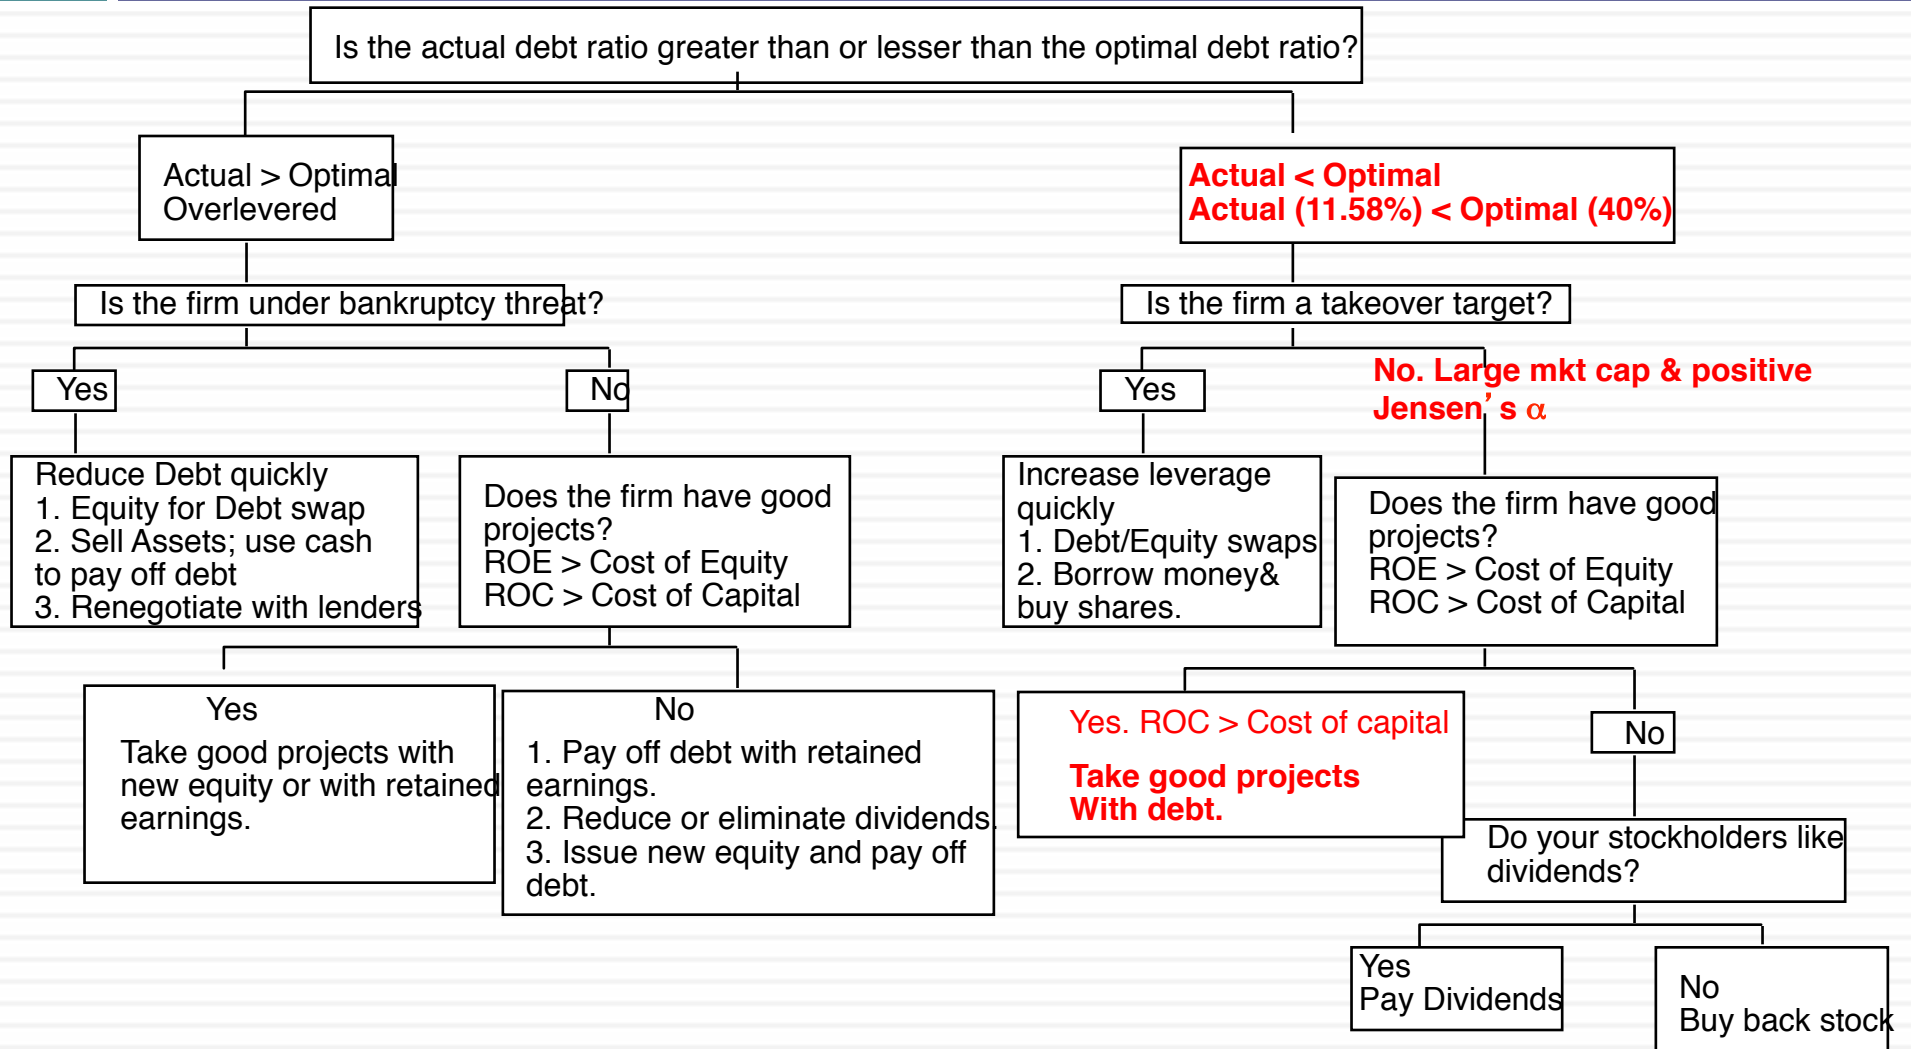 Is the actual debt ratio greater than or lesser than the optimal debt ratio?
Actual > Optimal
Overlevered
Actual < Optimal
Actual (11.58%) < Optimal (40%)
Is the firm under bankruptcy threat?
Is the firm a takeover target?
Yes
No
Yes
No. Large mkt cap & positive
Jensen’s α
Reduce Debt quickly
1. Equity for Debt swap
2. Sell Assets; use cash
to pay off debt
3. Renegotiate with lenders
Does the firm have good
projects?
ROE > Cost of Equity
ROC > Cost of Capital
Increase leverage
quickly
1. Debt/Equity swaps
2. Borrow money&
buy shares.
Does the firm have good
projects?
ROE > Cost of Equity
ROC > Cost of Capital
Yes
Take good projects with
new equity or with retained
earnings.
No
1. Pay off debt with retained
earnings.
2. Reduce or eliminate dividends.
3. Issue new equity and pay off
debt.
Yes. ROC > Cost of capital
Take good projects
With debt.
No
Do your stockholders like
dividends?
Yes
Pay Dividends
No
Buy back stock